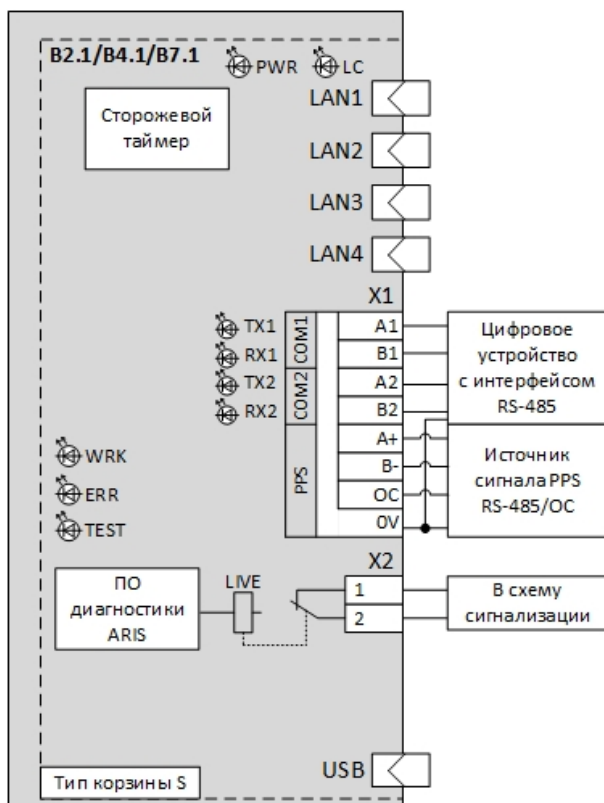 B2.1/B4.1/B7.1
PWR
LC
Сторожевой
таймер
LAN1
LAN2
LAN3
LAN4
X1
TX1
RX1
TX2
RX2
COM1
COM2
PPS
A1
B1
A2
B2
A+
B-
OC
0V
Цифровое
устройство
с интерфейсом
RS-485
Источник
сигнала PPS
RS-485/OC
WRK
ERR
TEST
ПО
диагностики
ARIS
LIVE
X2
1
2
В схему
сигнализации
USB
Тип корзины S